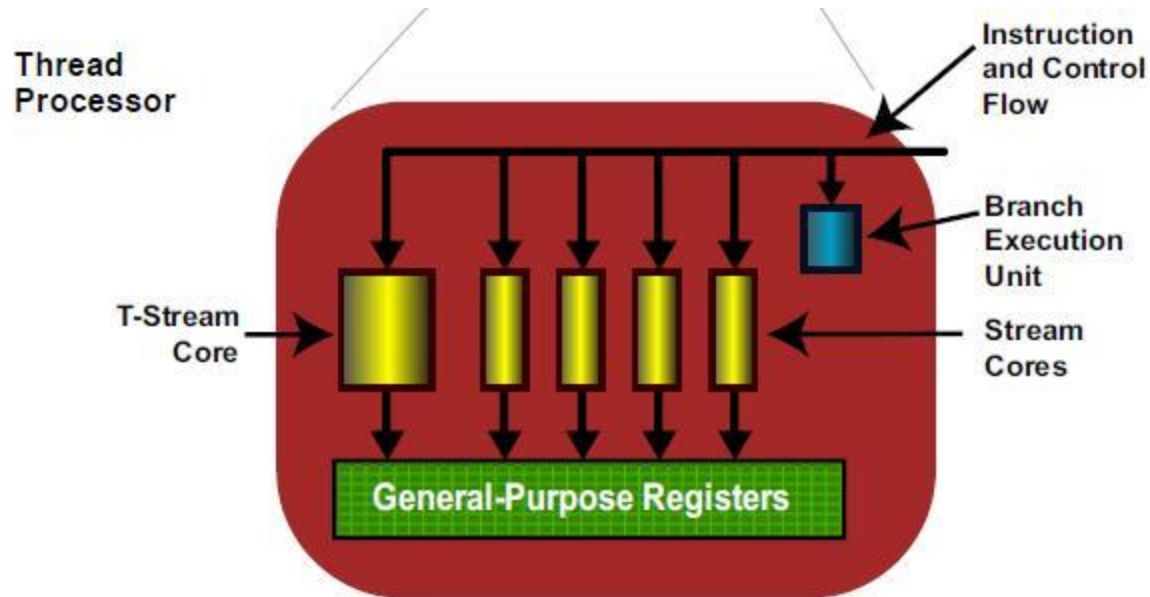 Thread
Processor
Instruction
and Control
Flow
Branch
Execution
Unit
T-Stream
Core
Stream
Cores
General-Purpose Registers